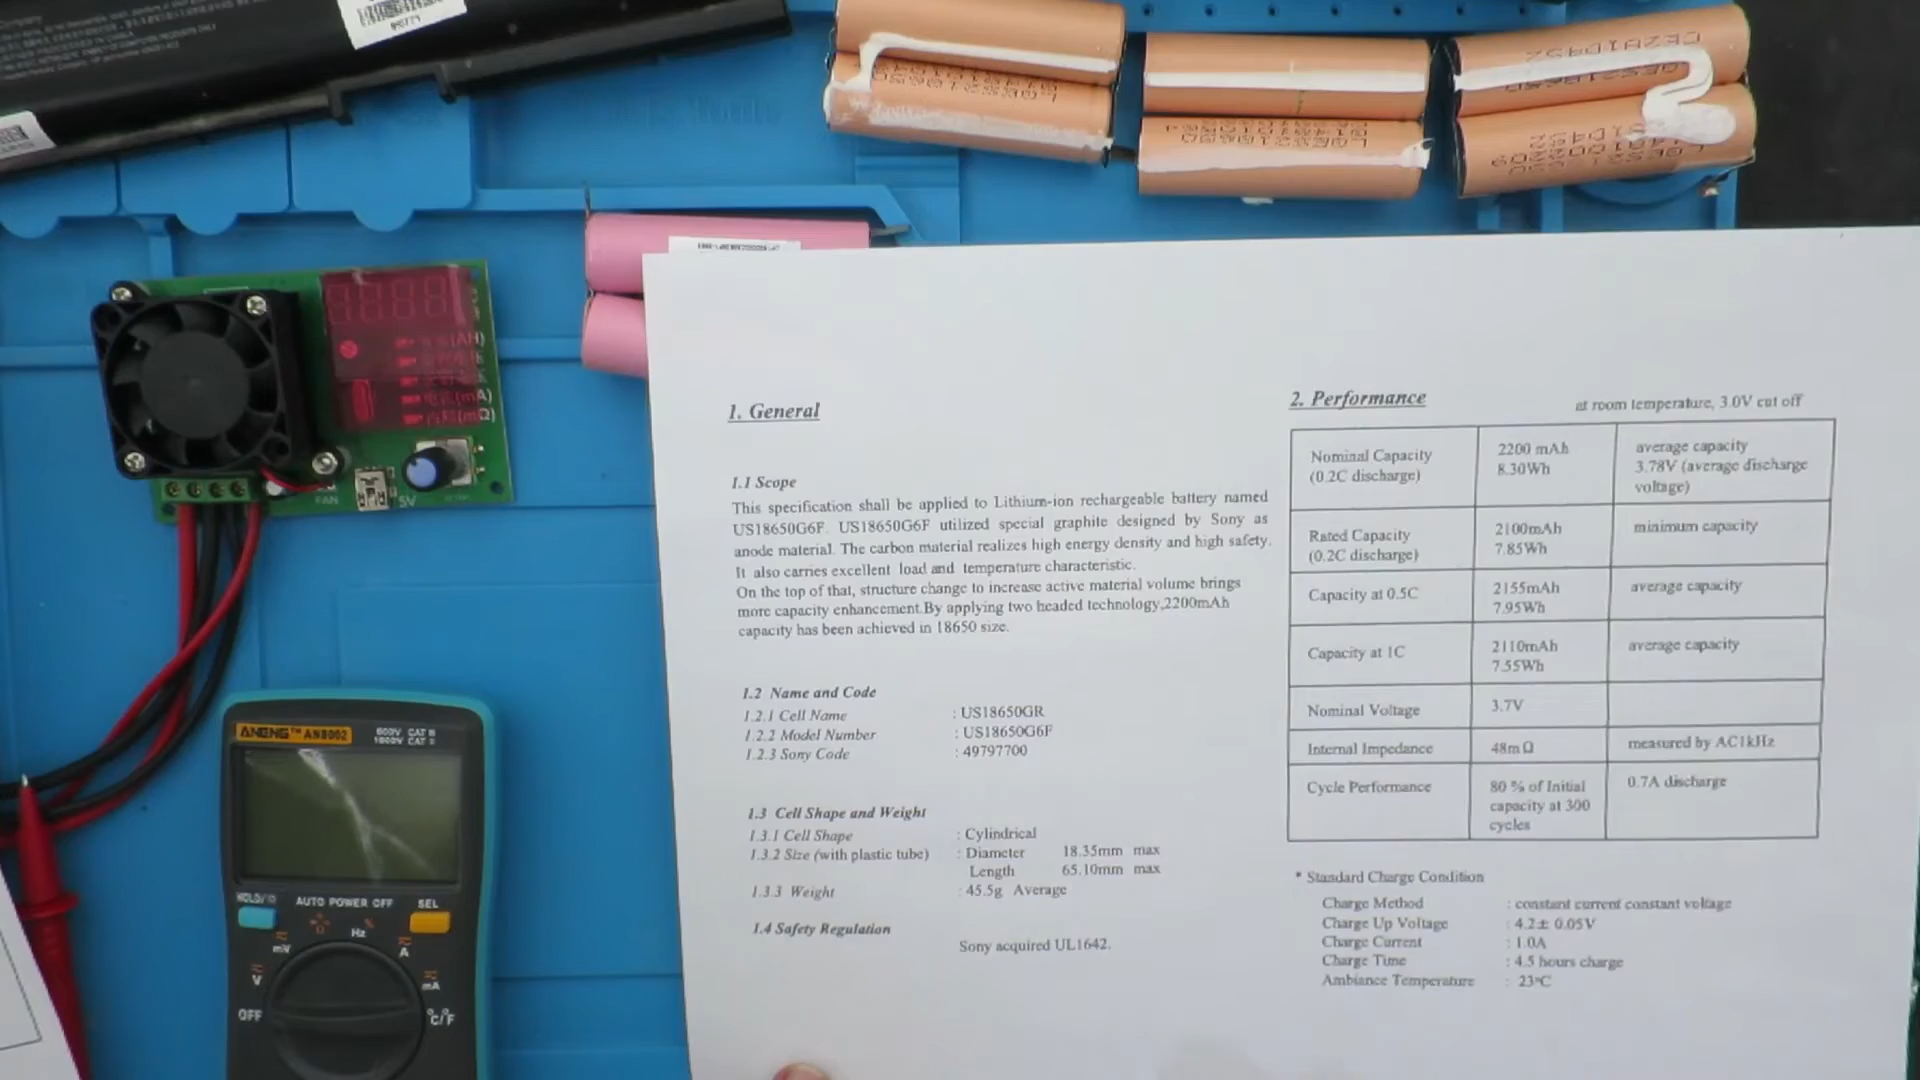 1. General
1.1 Scope
This specification shall be applied to Lithium-ion rechargeable battery named
US18650G6F. US18650G6F utilized special graphite designed by Sony as
anode material. The carbon material realizes high energy density and high safety.
It also carries excellent load and temperature characteristic.
On the top of that, structure change to increase active material volume brings
more capacity enhancement.By applying two headed technology,2200mAh
capacity has been achieved in 18650 size.
1.2 Name and Code
1.2.1 Cell Name : US18650GR
1.2.2 Model Number : US18650G6F
1.2.3 Sony Code : 49797700
1.3 Cell Shape and Weight
1.3.1 Cell Shape : Cylindrical
1.3.2 Size (with plastic tube) : Diameter 18.35mm max
Length 65.10mm max
1.3.3 Weight : 45.5g Average
1.4 Safety Regulation
Sony acquired UL1642.
2. Performance
at room temperature, 3.0V cut off
Nominal Capacity
(0.2C discharge)
2200 mAh
8.30Wh
average capacity
3.78V (average discharge
voltage)
Rated Capacity
(0.2C discharge)
2100mAh
7.85Wh
minimum capacity
Capacity at 0.5C
2155mAh
7.95Wh
average capacity
Capacity at 1C
2110mAh
7.55Wh
average capacity
Nominal Voltage
3.7V
Internal Impedance
48mΩ
measured by AC1kHz
Cycle Performance
80 % of Initial
capacity at 300
cycles
0.7A discharge
* Standard Charge Condition
Charge Method : constant current constant voltage
Charge Up Voltage : 4.2± 0.05V
Charge Current : 1.0A
Charge Time : 4.5 hours charge
Ambiance Temperature : 23°C
FAN
5V
ANENG™ AN8002
600V CAT III
1000V CAT II
HOLD
AUTO POWER OFF
SEL
Hz
mV
A
V
mA
OFF
°C/°F